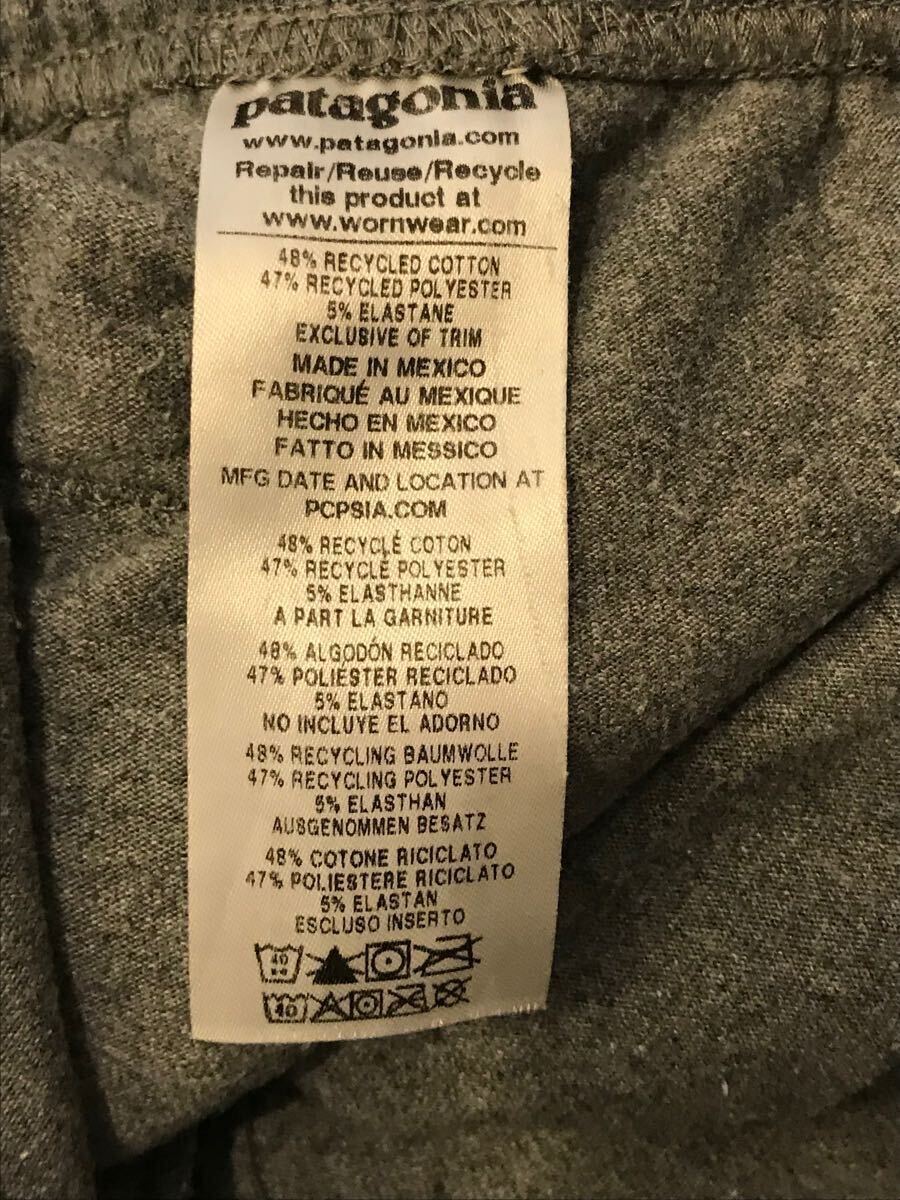 patagonia
www.patagonia.com
Repair/Reuse/Recycle
this product at
www.wornwear.com
48% RECYCLED COTTON
47% RECYCLED POLYESTER
5% ELASTANE
EXCLUSIVE OF TRIM
MADE IN MEXICO
FABRIQUÉ AU MEXIQUE
HECHO EN MEXICO
FATTO IN MESSICO
MFG DATE AND LOCATION AT
PCPSIA.COM
48% RECYCLÉ COTON
47% RECYCLÉ POLYESTER
5% ELASTHANNE
A PART LA GARNITURE
48% ALGODÓN RECICLADO
47% POLIÉSTER RECICLADO
5% ELASTANO
NO INCLUYE EL ADORNO
48% RECYCLING BAUMWOLLE
47% RECYCLING POLYESTER
5% ELASTHAN
AUSGENOMMEN BESATZ
48% COTONE RICICLATO
47% POLIESTERE RICICLATO
5% ELASTAN
ESCLUSO INSERTO
40
40